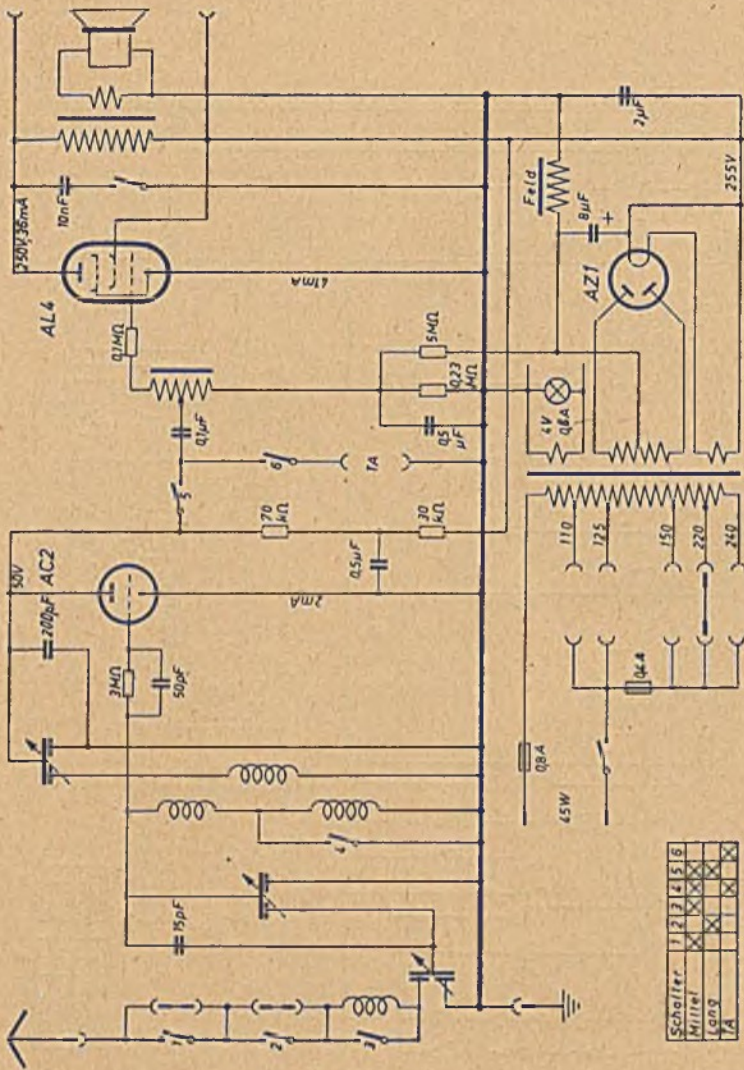 250V, 36mA
10nF
AL4
0,1MΩ
41mA
Feld
2µF
8µF
+
255V
AZ1
5MΩ
0,23
MΩ
0,5
µF
4V
0,8A
0,1µF
5
6
TA
70
kΩ
30
kΩ
0,5µF
50V
AC2
200pF
2mA
3MΩ
50pF
110
125
150
220
240
0,4A
0,8A
45W
4
15pF
1
2
3
Schalter 1 2 3 4 5 6
Mittel X X X X
Lang X X
TA X X